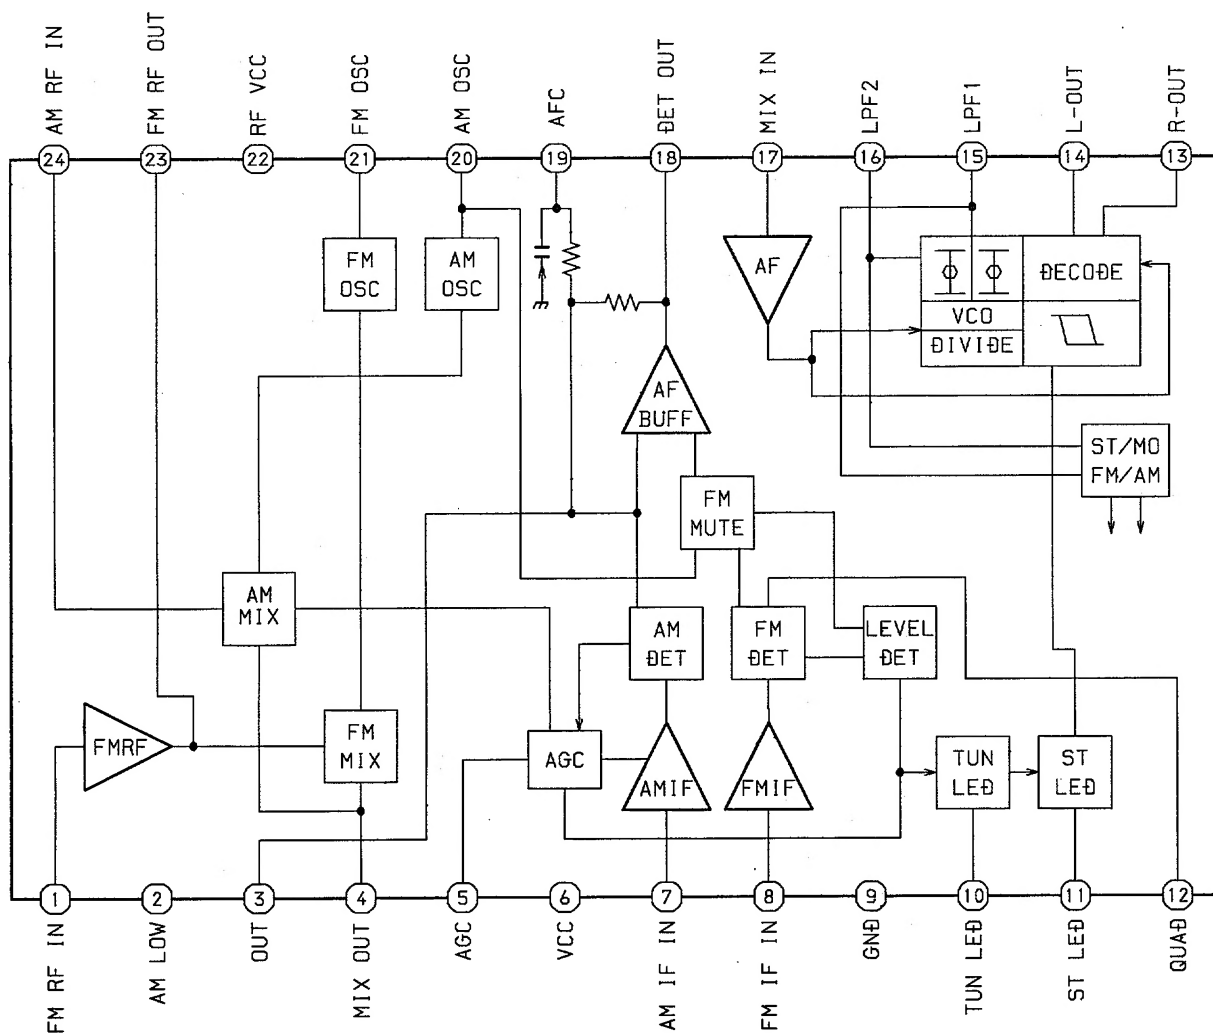 AM RF IN
FM RF OUT
RF VCC
FM OSC
AM OSC
AFC
DET OUT
MIX IN
LPF2
LPF1
L-OUT
R-OUT
24
23
22
21
20
19
18
17
16
15
14
13
FM
OSC
AM
OSC
AF
DECODE
VCO
DIVIDE
AF
BUFF
ST/MO
FM/AM
FM
MUTE
AM
MIX
AM
DET
FM
DET
LEVEL
DET
FMRF
FM
MIX
AGC
AMIF
FMIF
TUN
LED
ST
LED
1
2
3
4
5
6
7
8
9
10
11
12
FM RF IN
AM LOW
OUT
MIX OUT
AGC
VCC
AM IF IN
FM IF IN
GND
TUN LED
ST LED
QUAD